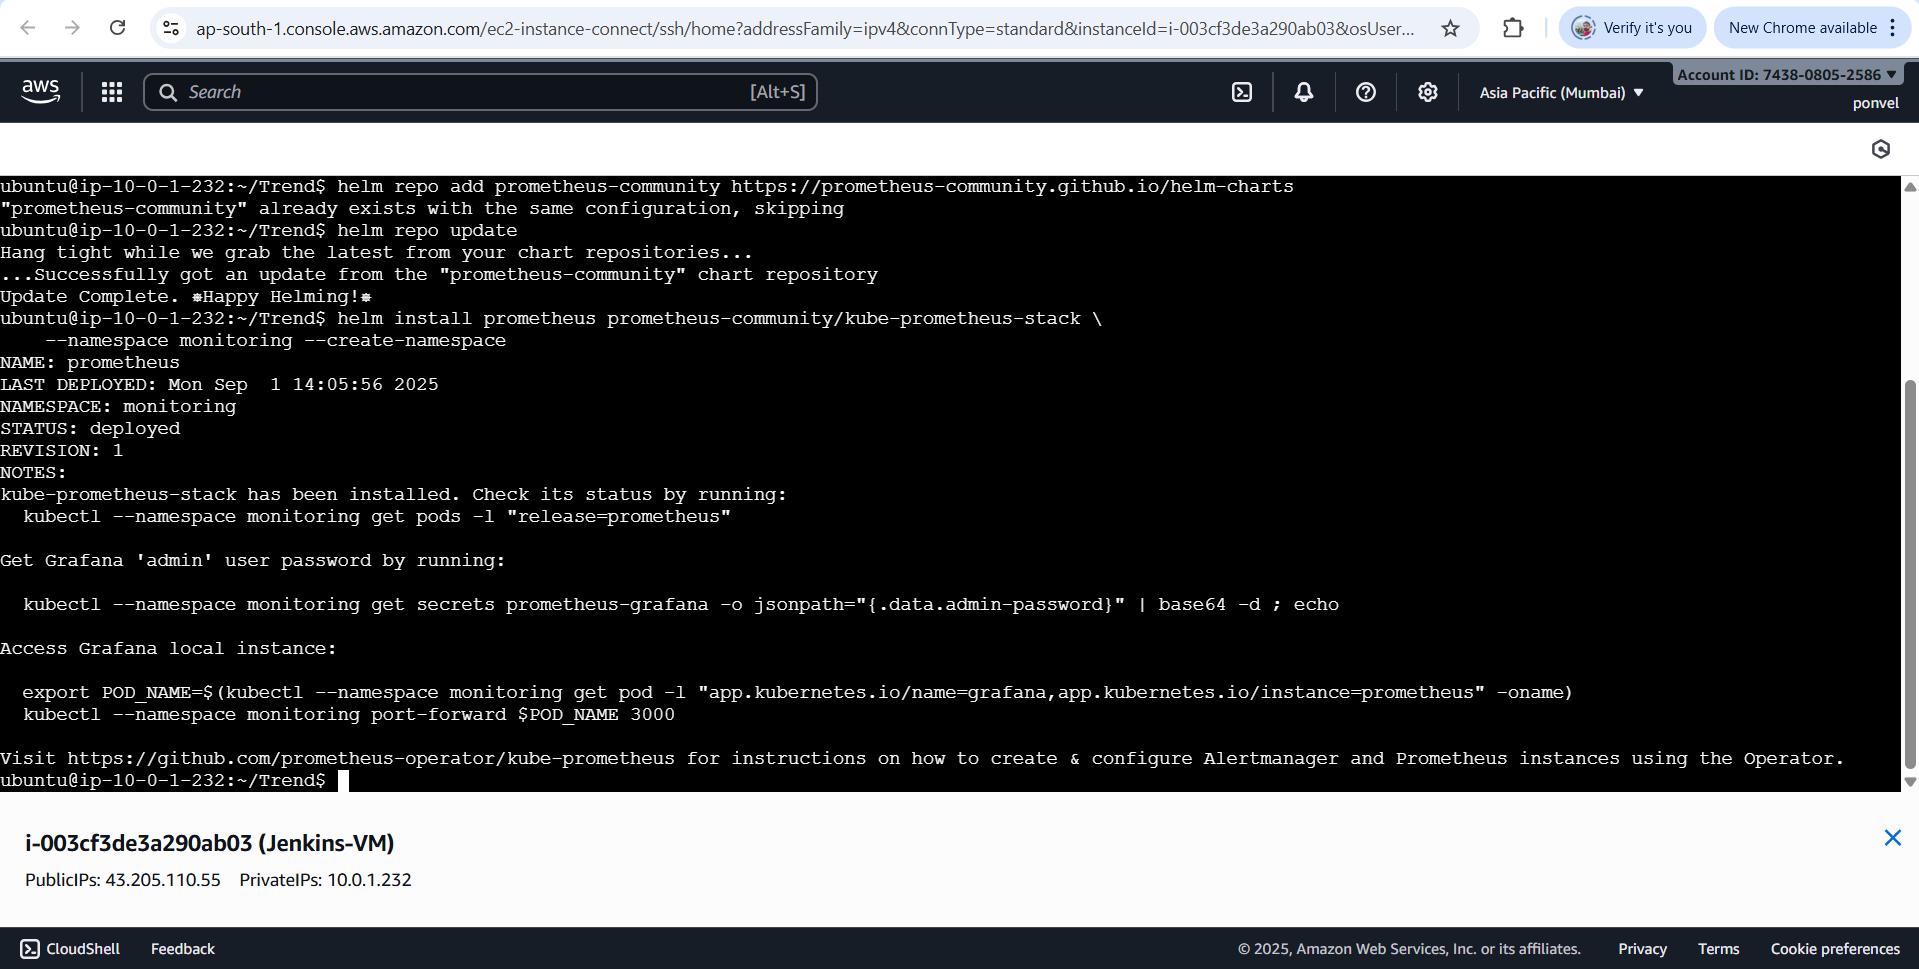 ap-south-1.console.aws.amazon.com/ec2-instance-connect/ssh/home?addressFamily=ipv4&connType=standard&instanceId=i-003cf3de3a290ab03&osUser...
Verify it's you
New Chrome available
aws
Search
[Alt+S]
Asia Pacific (Mumbai)
Account ID: 7438-0805-2586
ponvel
ubuntu@ip-10-0-1-232:~/Trend$ helm repo add prometheus-community https://prometheus-community.github.io/helm-charts
"prometheus-community" already exists with the same configuration, skipping
ubuntu@ip-10-0-1-232:~/Trend$ helm repo update
Hang tight while we grab the latest from your chart repositories...
...Successfully got an update from the "prometheus-community" chart repository
Update Complete. ⎈Happy Helming!⎈
ubuntu@ip-10-0-1-232:~/Trend$ helm install prometheus prometheus-community/kube-prometheus-stack \
    --namespace monitoring --create-namespace
NAME: prometheus
LAST DEPLOYED: Mon Sep  1 14:05:56 2025
NAMESPACE: monitoring
STATUS: deployed
REVISION: 1
NOTES:
kube-prometheus-stack has been installed. Check its status by running:
  kubectl --namespace monitoring get pods -l "release=prometheus"
Get Grafana 'admin' user password by running:
  kubectl --namespace monitoring get secrets prometheus-grafana -o jsonpath="{.data.admin-password}" | base64 -d ; echo
Access Grafana local instance:
  export POD_NAME=$(kubectl --namespace monitoring get pod -l "app.kubernetes.io/name=grafana,app.kubernetes.io/instance=prometheus" -oname)
  kubectl --namespace monitoring port-forward $POD_NAME 3000
Visit https://github.com/prometheus-operator/kube-prometheus for instructions on how to create & configure Alertmanager and Prometheus instances using the Operator.
ubuntu@ip-10-0-1-232:~/Trend$
i-003cf3de3a290ab03 (Jenkins-VM)
PublicIPs: 43.205.110.55    PrivateIPs: 10.0.1.232
CloudShell
Feedback
© 2025, Amazon Web Services, Inc. or its affiliates.
Privacy
Terms
Cookie preferences